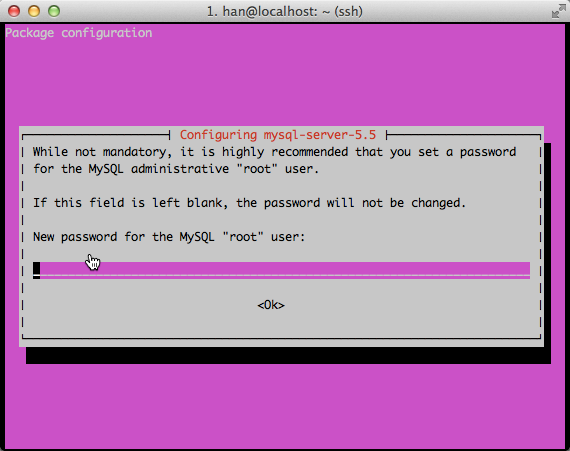 1. han@localhost: ~ (ssh)
Package configuration
Configuring mysql-server-5.5
While not mandatory, it is highly recommended that you set a password
for the MySQL administrative "root" user.
If this field is left blank, the password will not be changed.
New password for the MySQL "root" user:
<Ok>